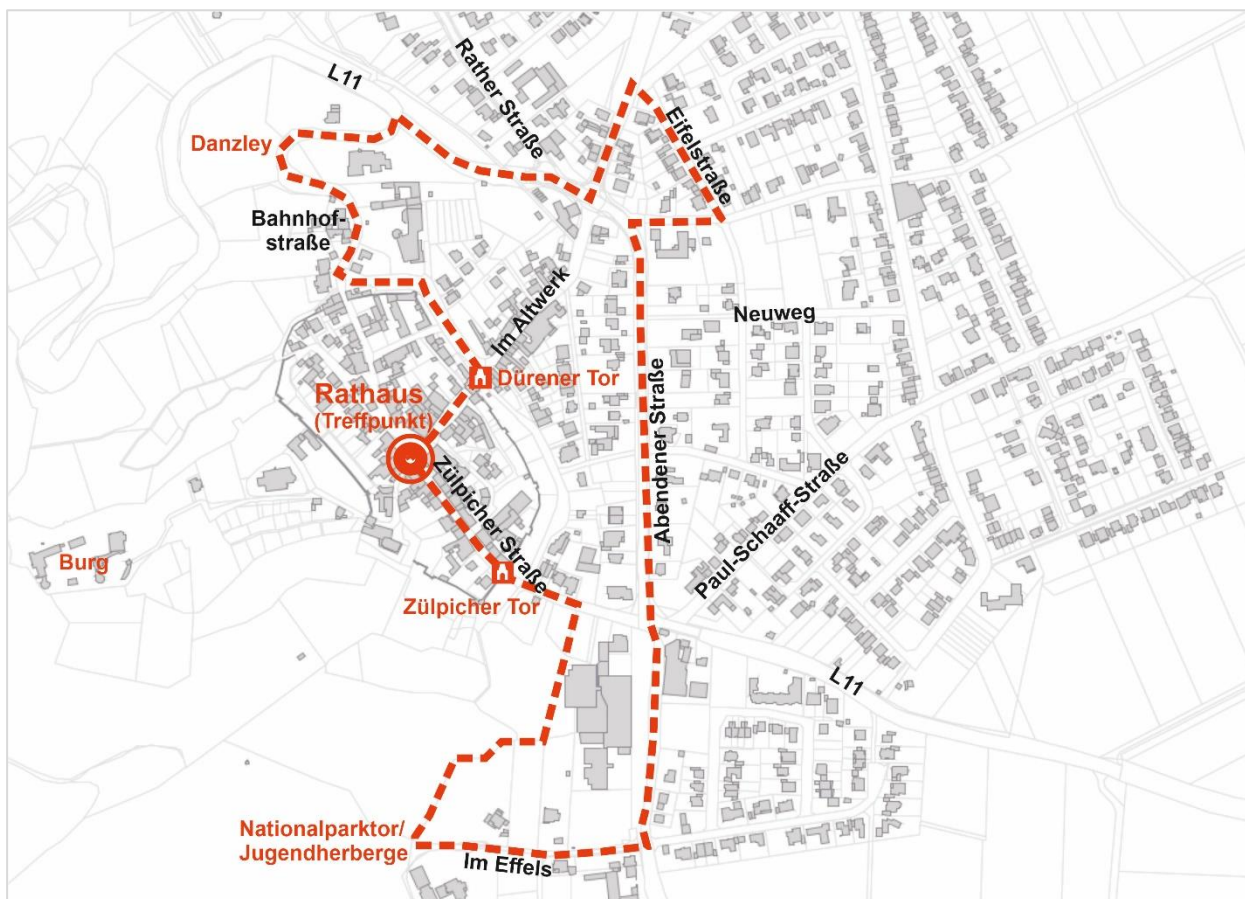 L11
Rather Straße
Eifelstraße
Danzley
Bahnhof-
straße
Im Altwerk
Neuweg
Dürener Tor
Rathaus
(Treffpunkt)
Zülpicher Straße
Abendener Straße
Paul-Schaaff-Straße
Burg
Zülpicher Tor
L11
Nationalparktor/
Jugendherberge
Im Effels